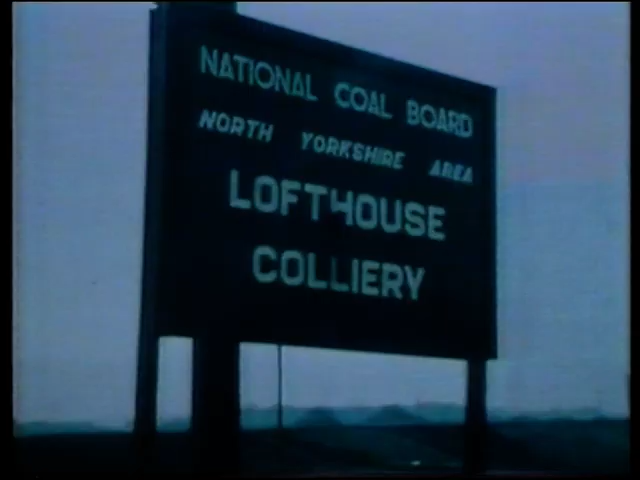 NATIONAL COAL BOARD
NORTH YORKSHIRE AREA
LOFTHOUSE
COLLIERY